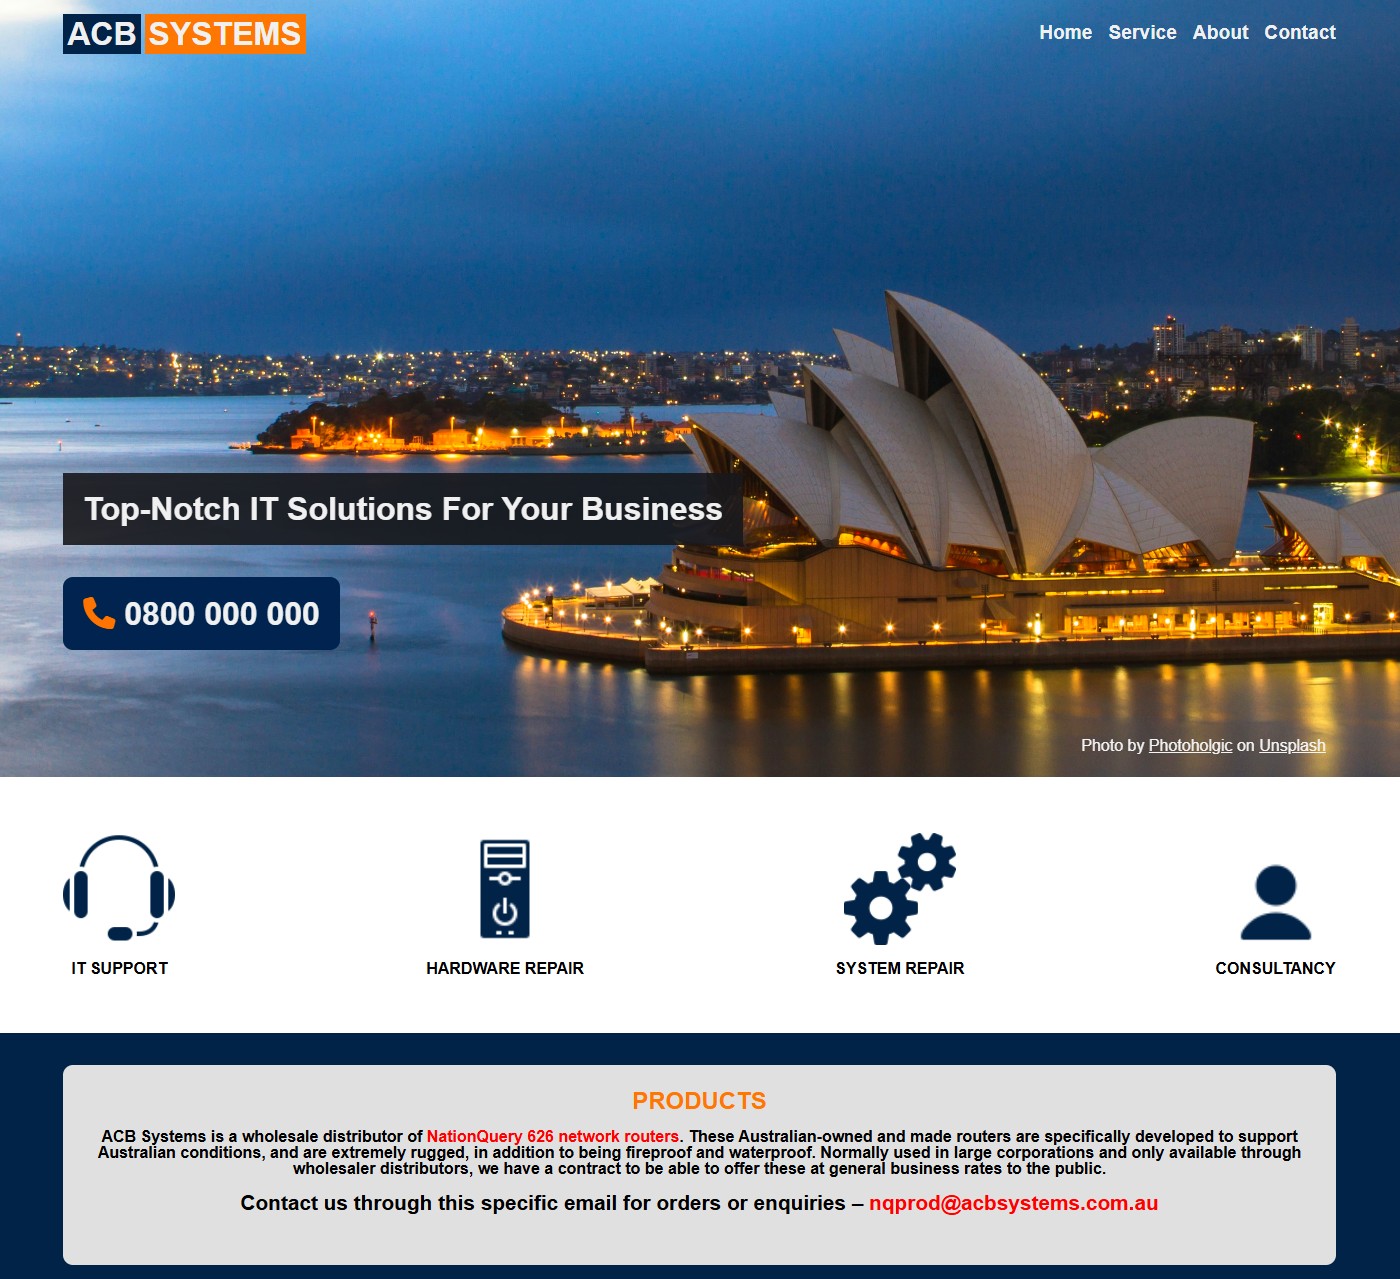 ACB SYSTEMS
Home Service About Contact
Top-Notch IT Solutions For Your Business
0800 000 000
Photo by Photoholgic on Unsplash
IT SUPPORT
HARDWARE REPAIR
SYSTEM REPAIR
CONSULTANCY
PRODUCTS
ACB Systems is a wholesale distributor of NationQuery 626 network routers. These Australian-owned and made routers are specifically developed to support
Australian conditions, and are extremely rugged, in addition to being fireproof and waterproof. Normally used in large corporations and only available through
wholesaler distributors, we have a contract to be able to offer these at general business rates to the public.
Contact us through this specific email for orders or enquiries – nqprod@acbsystems.com.au